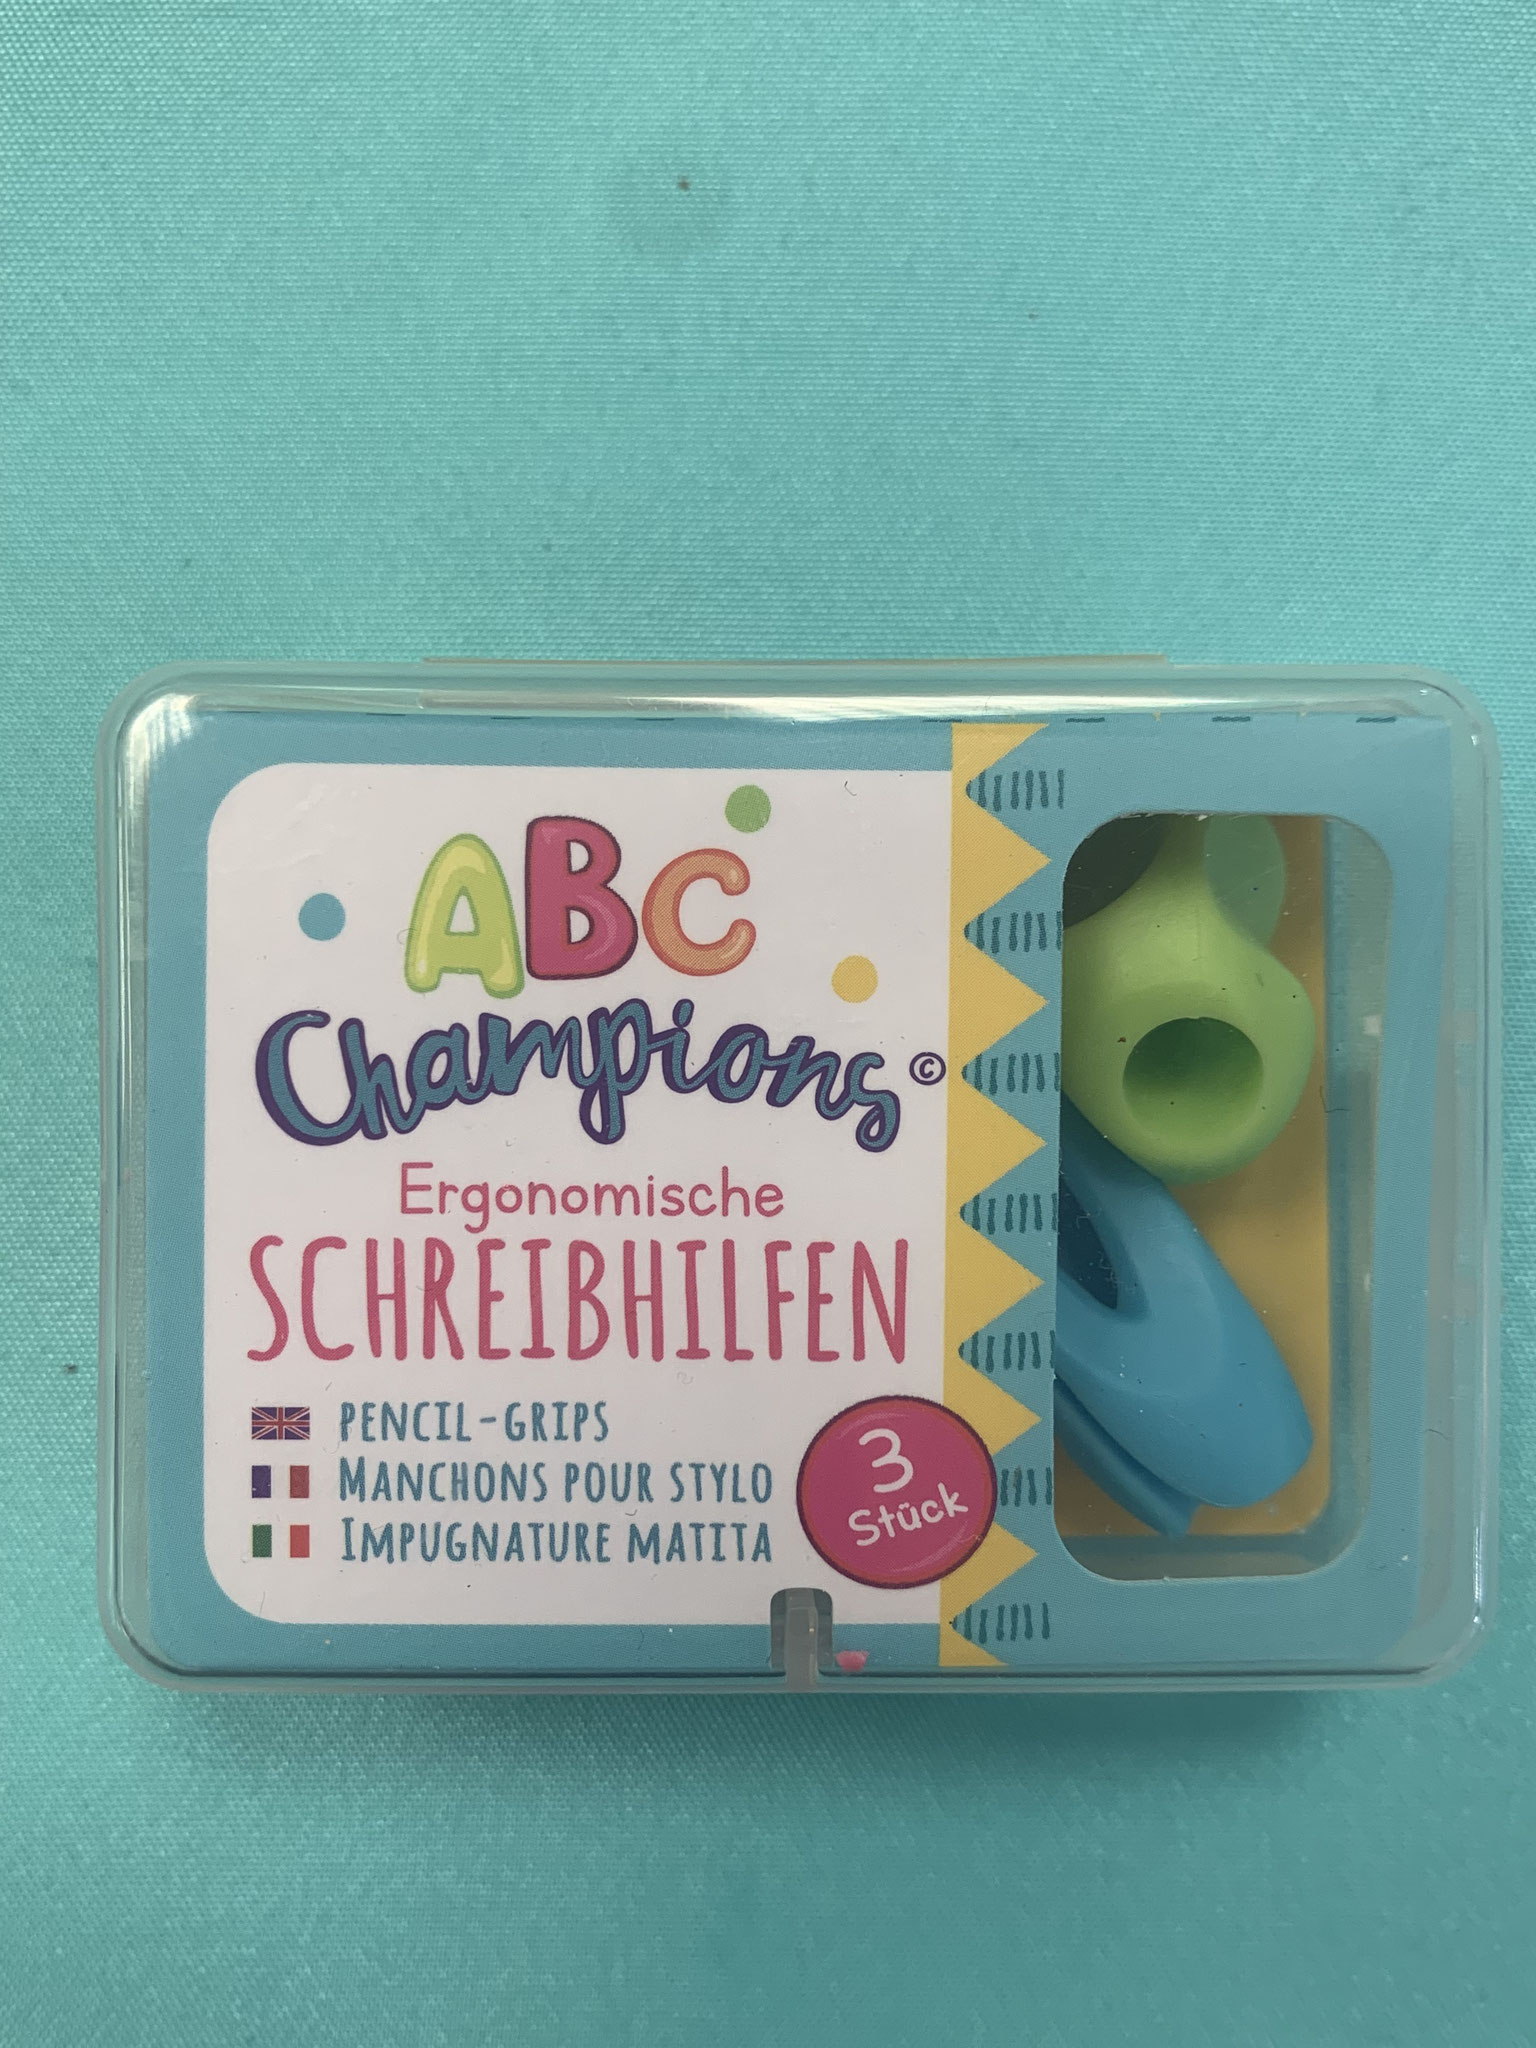 ABC
Champions©
Ergonomische
SCHREIBHILFEN
PENCIL-GRIPS
MANCHONS POUR STYLO
IMPUGNATURE MATITA
3
Stück